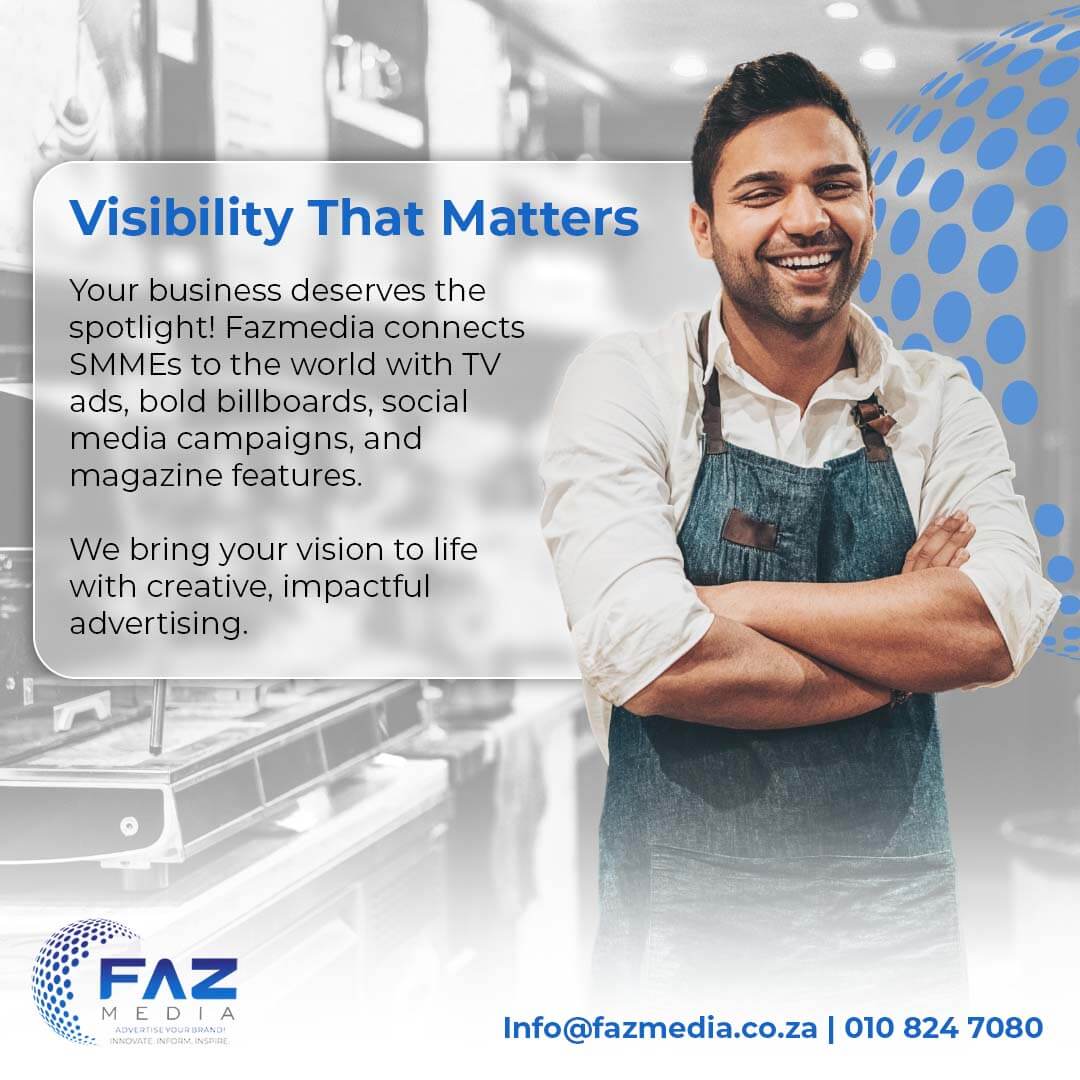 Visibility That Matters
Your business deserves the
spotlight! Fazmedia connects
SMMEs to the world with TV
ads, bold billboards, social
media campaigns, and
magazine features.
We bring your vision to life
with creative, impactful
advertising.
FAZ
MEDIA
ADVERTISE YOUR BRAND!
INNOVATE. INFORM. INSPIRE.
Info@fazmedia.co.za | 010 824 7080